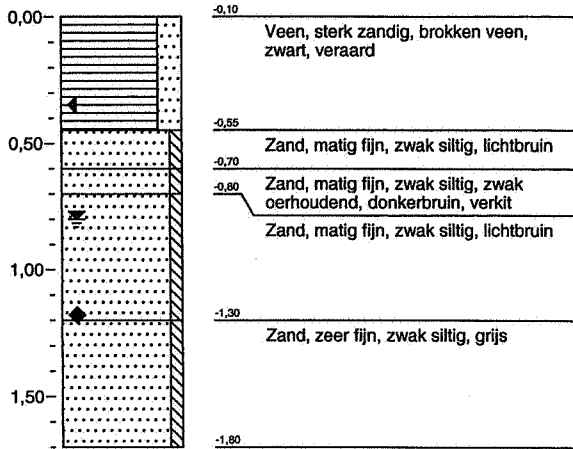 0,00
-0,10
Veen, sterk zandig, brokken veen,
zwart, veraard
0,50
-0,55
Zand, matig fijn, zwak siltig, lichtbruin
-0,70
Zand, matig fijn, zwak siltig, zwak
oerhoudend, donkerbruin, verkit
-0,80
Zand, matig fijn, zwak siltig, lichtbruin
1,00
-1,30
Zand, zeer fijn, zwak siltig, grijs
1,50
-1,80